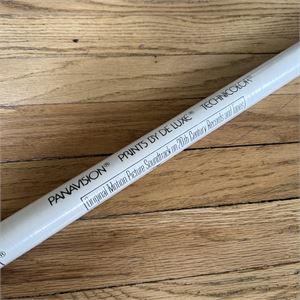 PANAVISION® PRINTS BY DE LUXE® TECHNICOLOR®
Original Motion Picture Soundtrack on 20th Century Records and Tapes
®